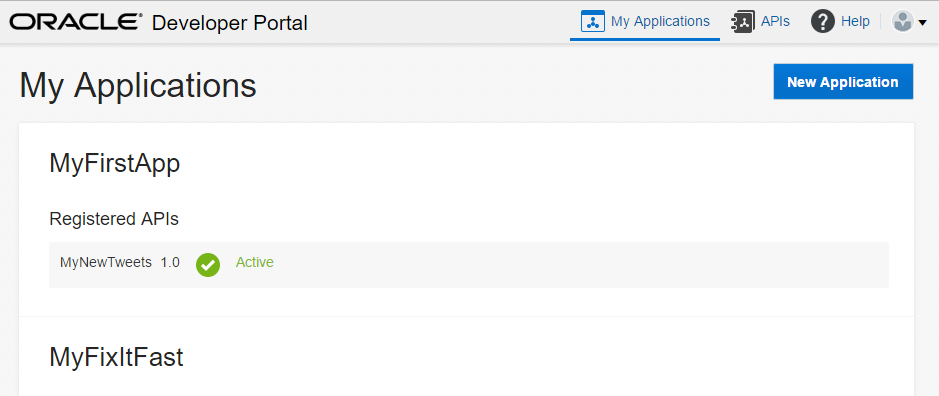 ORACLE® Developer Portal My Applications APIs ? Help
My Applications New Application
MyFirstApp
Registered APIs
MyNewTweets 1.0 Active
MyFixItFast